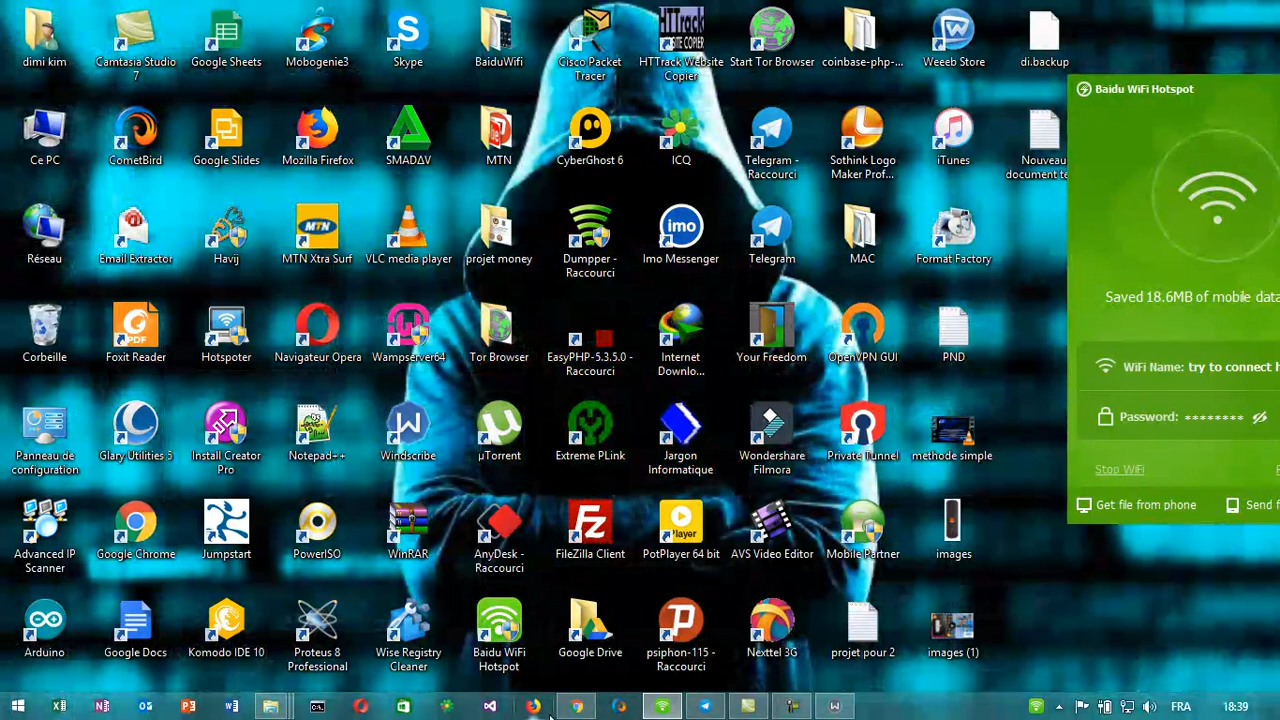 dimi kim
Camtasia Studio
7
Google Sheets
Mobogenie3
Skype
BaiduWifi
Cisco Packet
Tracer
HTTrack
SITE COPIER
HTTrack Website
Copier
Start Tor Browser
coinbase-php-...
Weeeb Store
di.backup
Baidu WiFi Hotspot
Ce PC
CometBird
Google Slides
Mozilla Firefox
SMADΔV
MTN
CyberGhost 6
ICQ
Telegram -
Raccourci
Sothink Logo
Maker Prof...
iTunes
Nouveau
document te
Réseau
Email Extractor
Havij
MTN
MTN Xtra Surf
VLC media player
projet money
Dumpper -
Raccourci
imo
Imo Messenger
Telegram
MAC
Format Factory
Saved 18.6MB of mobile data
Corbeille
PDF
Foxit Reader
Hotspoter
Navigateur Opera
Wampserver64
Tor Browser
EasyPHP-5.3.5.0 -
Raccourci
Internet
Downlo...
Your Freedom
OpenVPN GUI
PND
WiFi Name: try to connect h
Password: ********
Panneau de
configuration
Glary Utilities 5
Install Creator
Pro
Notepad++
Windscribe
µTorrent
Extreme PLink
Jargon
Informatique
Wondershare
Filmora
Private Tunnel
methode simple
Stop WiFi
Get file from phone
Send f
Advanced IP
Scanner
Google Chrome
Jumpstart
PowerISO
WinRAR
AnyDesk -
Raccourci
FileZilla Client
Player
PotPlayer 64 bit
AVS Video Editor
Mobile Partner
images
Arduino
Google Docs
Komodo IDE 10
Proteus 8
Professional
Wise Registry
Cleaner
Baidu WiFi
Hotspot
Google Drive
psiphon-115 -
Raccourci
Nexttel 3G
projet pour 2
images (1)
FRA
18:39